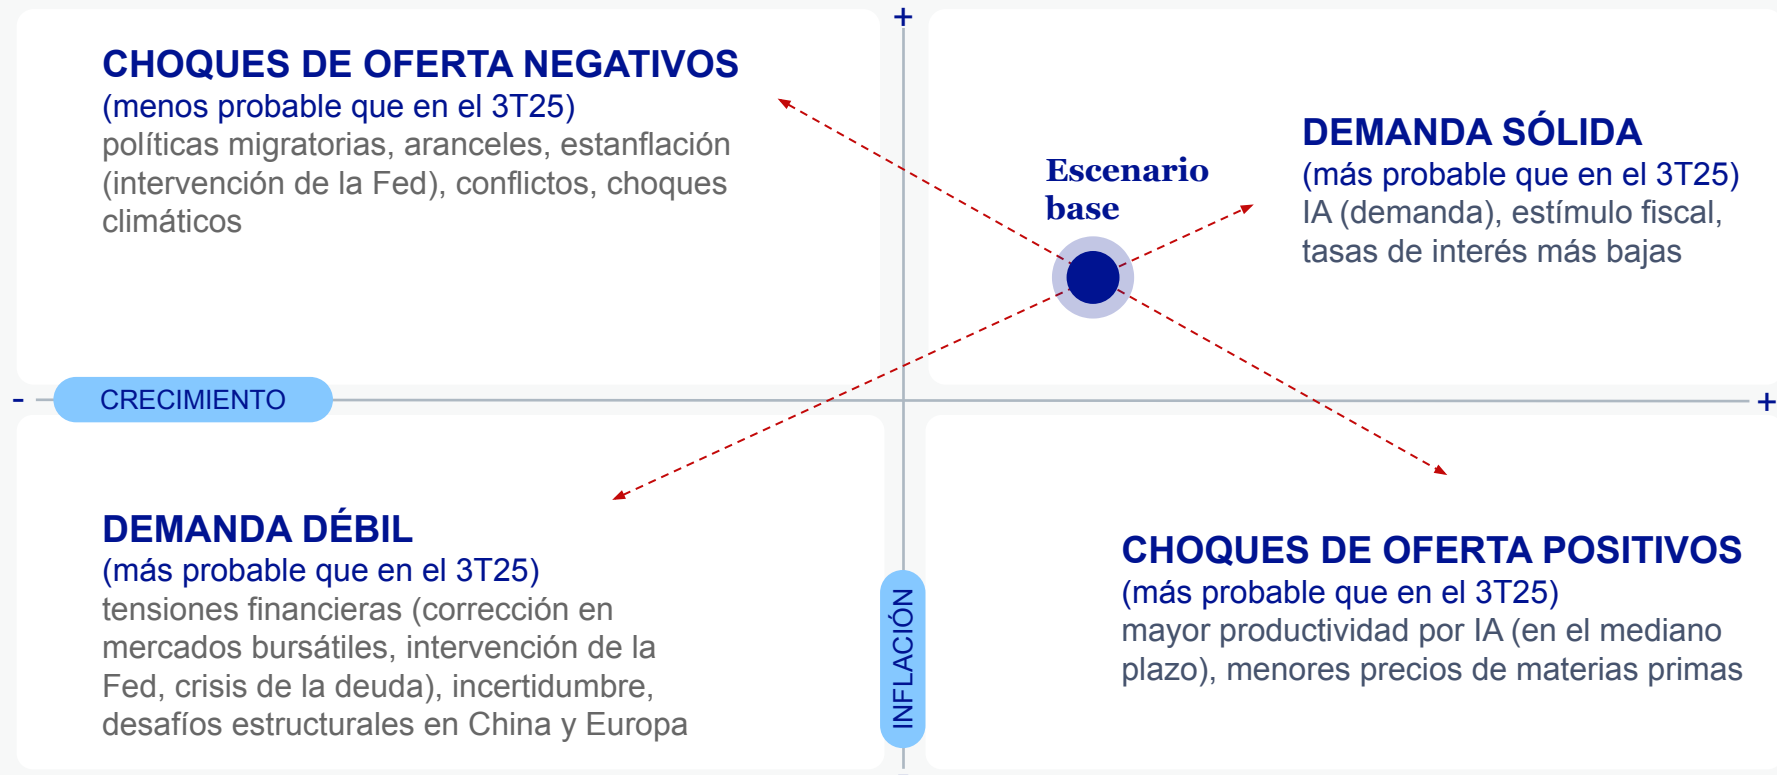 +
CHOQUES DE OFERTA NEGATIVOS
(menos probable que en el 3T25)
políticas migratorias, aranceles, estanflación
(intervención de la Fed), conflictos, choques
climáticos
Escenario
base
DEMANDA SÓLIDA
(más probable que en el 3T25)
IA (demanda), estímulo fiscal,
tasas de interés más bajas
-
CRECIMIENTO
+
DEMANDA DÉBIL
(más probable que en el 3T25)
tensiones financieras (corrección en
mercados bursátiles, intervención de la
Fed, crisis de la deuda), incertidumbre,
desafíos estructurales en China y Europa
INFLACIÓN
CHOQUES DE OFERTA POSITIVOS
(más probable que en el 3T25)
mayor productividad por IA (en el mediano
plazo), menores precios de materias primas